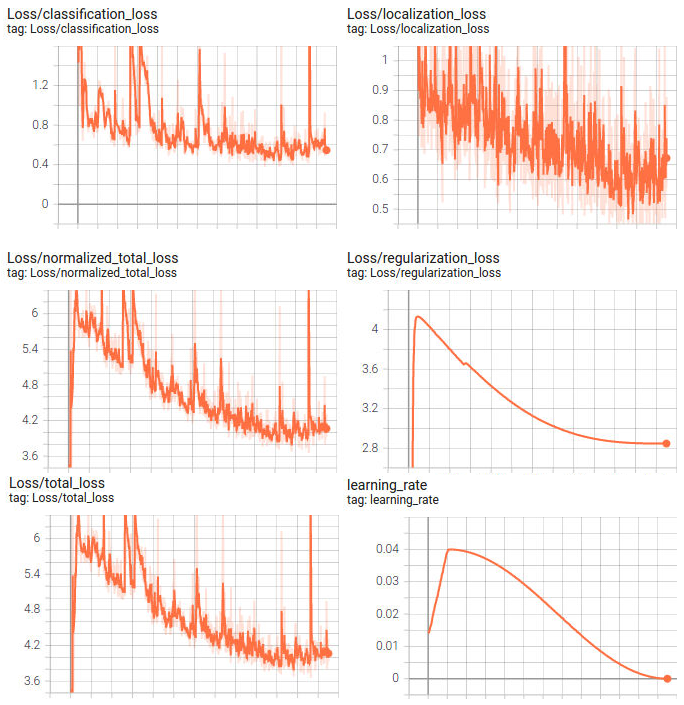 Loss/classification_loss
tag: Loss/classification_loss
1.2
0.8
0.4
0
Loss/localization_loss
tag: Loss/localization_loss
1
0.9
0.8
0.7
0.6
0.5
Loss/normalized_total_loss
tag: Loss/normalized_total_loss
6
5.4
4.8
4.2
3.6
Loss/regularization_loss
tag: Loss/regularization_loss
4
3.6
3.2
2.8
Loss/total_loss
tag: Loss/total_loss
6
5.4
4.8
4.2
3.6
learning_rate
tag: learning_rate
0.04
0.03
0.02
0.01
0